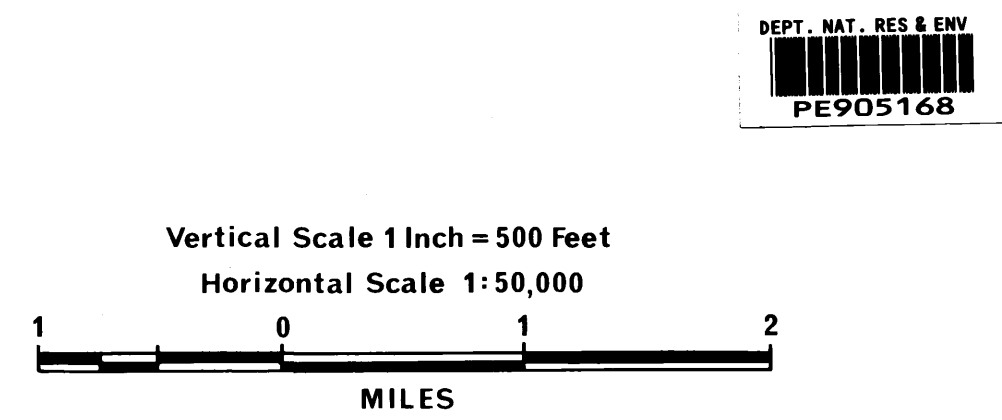 DEPT. NAT. RES & ENV
PE905168
Vertical Scale 1 Inch = 500 Feet
Horizontal Scale 1:50,000
1 0 1 2
MILES